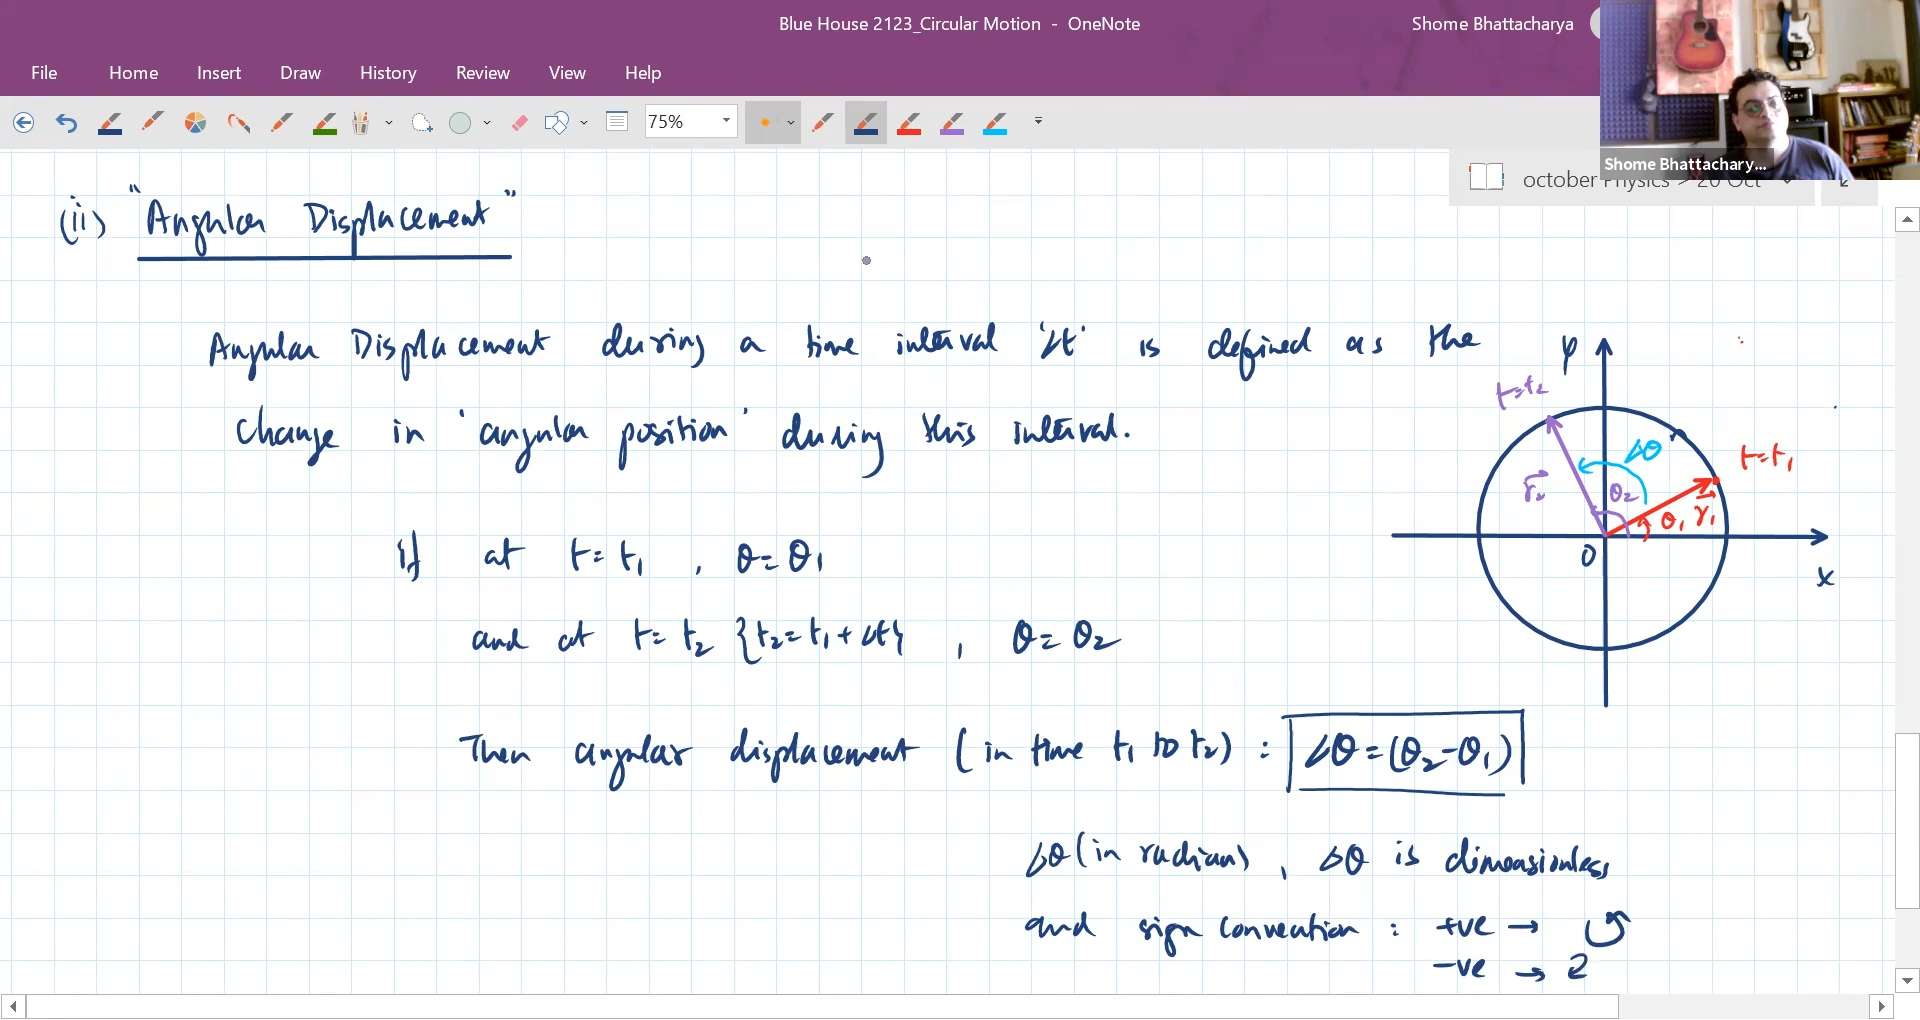 Blue House 2123_Circular Motion - OneNote
Shome Bhattacharya
File Home Insert Draw History Review View Help
75%
Shome Bhattachary...
october Physics > 20 Oct
(ii) "Angular Displacement"
Angular Displacement during a time interval 'Δt' is defined as the
change in 'angular position' during this interval.
y
t=t₂
Δθ
t=t₁
r⃗₂
θ₂
θ₁ r⃗₁
O
x
if at t=t₁ , θ=θ₁
and at t=t₂ {t₂=t₁+Δt} , θ=θ₂
Then angular displacement (in time t₁ to t₂) : Δθ=(θ₂-θ₁)
Δθ (in radian) , Δθ is dimensionless
and sign convention : +ve → ↺
-ve → ↻